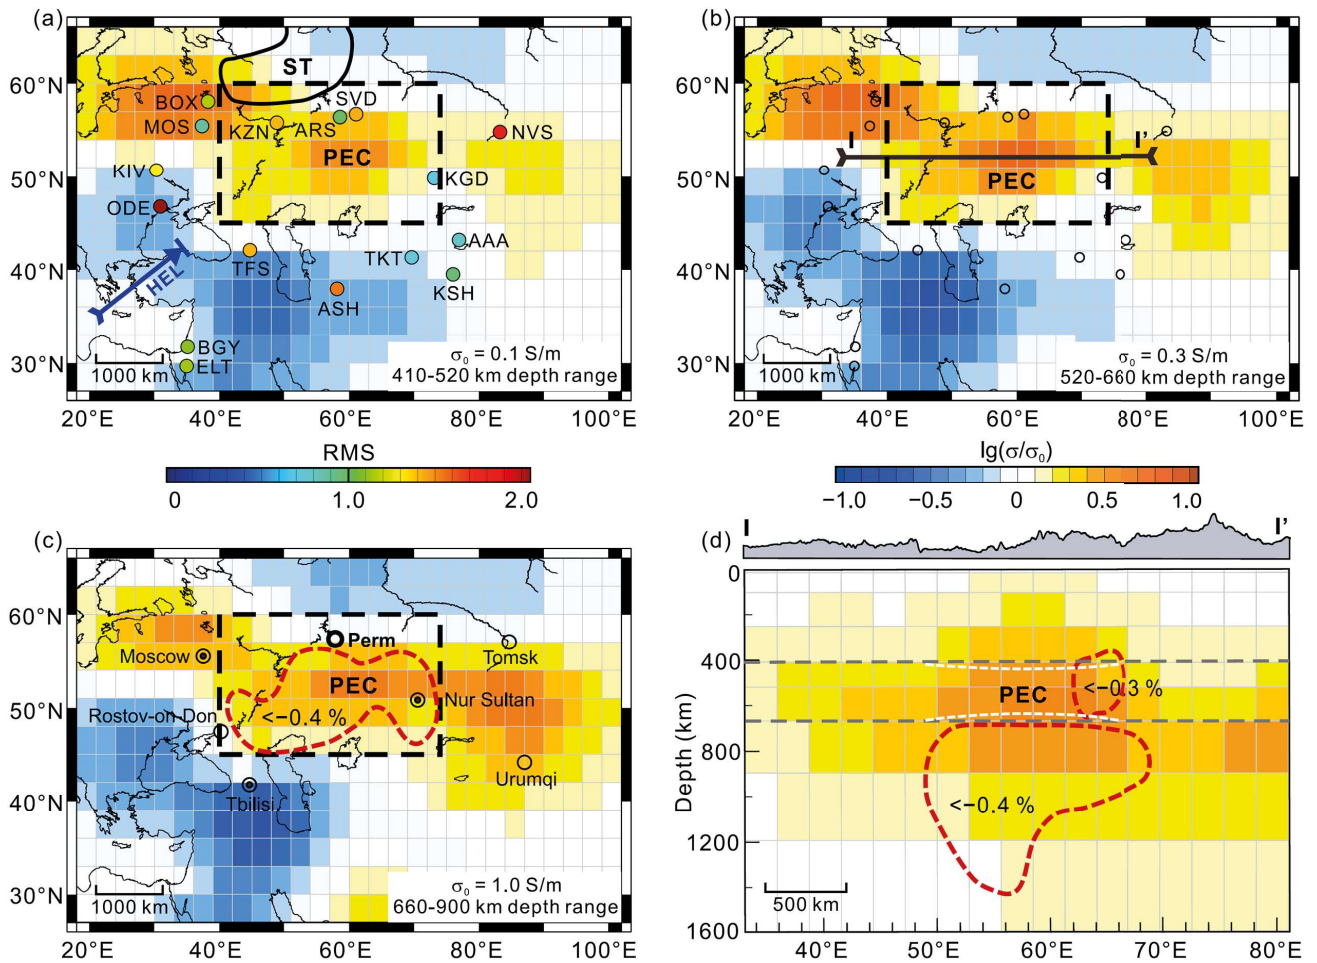 (a)
ST
60°N
BOX
SVD
MOS
KZN
ARS
NVS
PEC
50°N
KIV
KGD
ODE
AAA
40°N
HEL
TFS
TKT
KSH
ASH
30°N
BGY
ELT
1000 km
σ₀ = 0.1 S/m
410-520 km depth range
20°E
40°E
60°E
80°E
100°E
(b)
60°N
I
I'
50°N
PEC
40°N
30°N
1000 km
σ₀ = 0.3 S/m
520-660 km depth range
20°E
40°E
60°E
80°E
100°E
RMS
0
1.0
2.0
lg(σ/σ₀)
−1.0
−0.5
0
0.5
1.0
(c)
60°N
Perm
Moscow
Tomsk
PEC
Nur Sultan
50°N
Rostov-on-Don
<−0.4 %
Urumqi
40°N
Tbilisi
30°N
1000 km
σ₀ = 1.0 S/m
660-900 km depth range
20°E
40°E
60°E
80°E
100°E
(d)
I
I'
0
400
PEC
<−0.3 %
Depth (km)
800
<−0.4 %
1200
500 km
1600
40°E
50°E
60°E
70°E
80°E